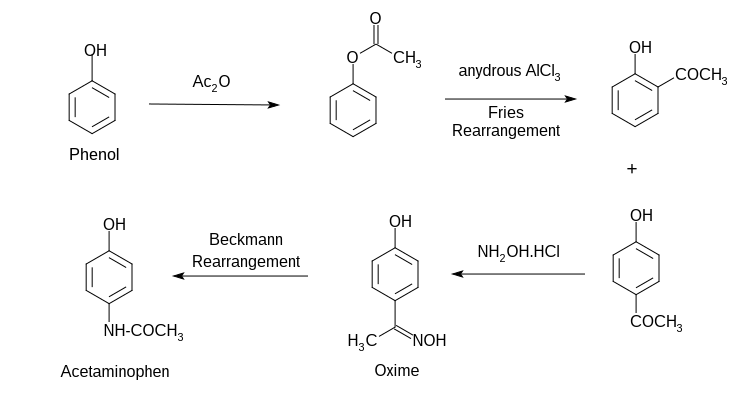 OH
Phenol
Ac2O
O
O
CH3
anydrous AlCl3
Fries
Rearrangement
OH
COCH3
+
OH
COCH3
NH2OH.HCl
OH
H3C
NOH
Oxime
Beckmann
Rearrangement
OH
NH-COCH3
Acetaminophen